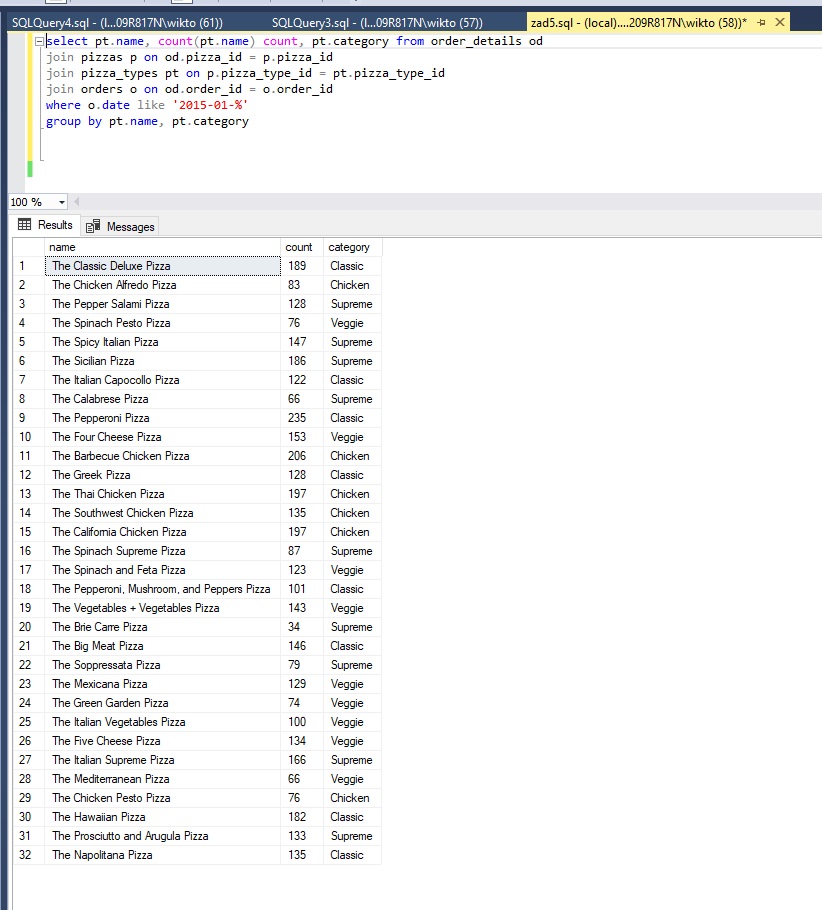 SQLQuery4.sql - (l...09R817N\wikto (61)) SQLQuery3.sql - (l...09R817N\wikto (57)) zad5.sql - (local)....209R817N\wikto (58))*
select pt.name, count(pt.name) count, pt.category from order_details od
join pizzas p on od.pizza_id = p.pizza_id
join pizza_types pt on p.pizza_type_id = pt.pizza_type_id
join orders o on od.order_id = o.order_id
where o.date like '2015-01-%'
group by pt.name, pt.category
100 %
Results Messages
name count category
1 The Classic Deluxe Pizza 189 Classic
2 The Chicken Alfredo Pizza 83 Chicken
3 The Pepper Salami Pizza 128 Supreme
4 The Spinach Pesto Pizza 76 Veggie
5 The Spicy Italian Pizza 147 Supreme
6 The Sicilian Pizza 186 Supreme
7 The Italian Capocollo Pizza 122 Classic
8 The Calabrese Pizza 66 Supreme
9 The Pepperoni Pizza 235 Classic
10 The Four Cheese Pizza 153 Veggie
11 The Barbecue Chicken Pizza 206 Chicken
12 The Greek Pizza 128 Classic
13 The Thai Chicken Pizza 197 Chicken
14 The Southwest Chicken Pizza 135 Chicken
15 The California Chicken Pizza 197 Chicken
16 The Spinach Supreme Pizza 87 Supreme
17 The Spinach and Feta Pizza 123 Veggie
18 The Pepperoni, Mushroom, and Peppers Pizza 101 Classic
19 The Vegetables + Vegetables Pizza 143 Veggie
20 The Brie Carre Pizza 34 Supreme
21 The Big Meat Pizza 146 Classic
22 The Soppressata Pizza 79 Supreme
23 The Mexicana Pizza 129 Veggie
24 The Green Garden Pizza 74 Veggie
25 The Italian Vegetables Pizza 100 Veggie
26 The Five Cheese Pizza 134 Veggie
27 The Italian Supreme Pizza 166 Supreme
28 The Mediterranean Pizza 66 Veggie
29 The Chicken Pesto Pizza 76 Chicken
30 The Hawaiian Pizza 182 Classic
31 The Prosciutto and Arugula Pizza 133 Supreme
32 The Napolitana Pizza 135 Classic